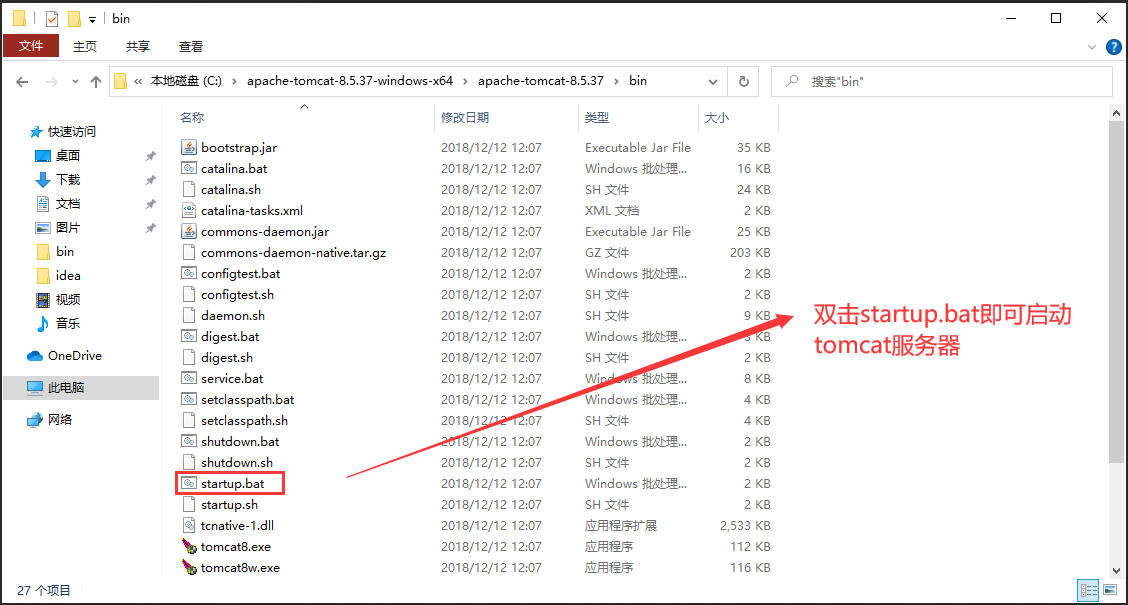 bin
文件 主页 共享 查看
« 本地磁盘 (C:) › apache-tomcat-8.5.37-windows-x64 › apache-tomcat-8.5.37 › bin
搜索"bin"
快速访问
桌面
下载
文档
图片
bin
idea
视频
音乐
OneDrive
此电脑
网络
名称 修改日期 类型 大小
bootstrap.jar 2018/12/12 12:07 Executable Jar File 35 KB
catalina.bat 2018/12/12 12:07 Windows 批处理... 16 KB
catalina.sh 2018/12/12 12:07 SH 文件 24 KB
catalina-tasks.xml 2018/12/12 12:07 XML 文档 2 KB
commons-daemon.jar 2018/12/12 12:07 Executable Jar File 25 KB
commons-daemon-native.tar.gz 2018/12/12 12:07 GZ 文件 203 KB
configtest.bat 2018/12/12 12:07 Windows 批处理... 2 KB
configtest.sh 2018/12/12 12:07 SH 文件 2 KB
daemon.sh 2018/12/12 12:07 SH 文件 9 KB
digest.bat 2018/12/12 12:07 Windows 批处理... 3 KB
digest.sh 2018/12/12 12:07 SH 文件 2 KB
service.bat 2018/12/12 12:07 Windows 批处理... 8 KB
setclasspath.bat 2018/12/12 12:07 Windows 批处理... 4 KB
setclasspath.sh 2018/12/12 12:07 SH 文件 4 KB
shutdown.bat 2018/12/12 12:07 Windows 批处理... 2 KB
shutdown.sh 2018/12/12 12:07 SH 文件 2 KB
startup.bat 2018/12/12 12:07 Windows 批处理... 2 KB
startup.sh 2018/12/12 12:07 SH 文件 2 KB
tcnative-1.dll 2018/12/12 12:07 应用程序扩展 2,533 KB
tomcat8.exe 2018/12/12 12:07 应用程序 112 KB
tomcat8w.exe 2018/12/12 12:07 应用程序 116 KB
双击startup.bat即可启动
tomcat服务器
27 个项目